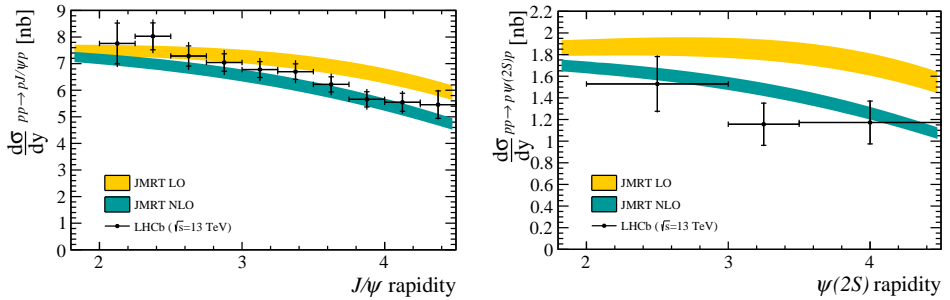 dσ/dy pp→pJ/ψp [nb]
9
8
7
6
5
4
3
2
1
0
JMRT LO
JMRT NLO
LHCb (√s=13 TeV)
2 3 4
J/ψ rapidity
dσ/dy pp→pψ(2S)p [nb]
2.2
2
1.8
1.6
1.4
1.2
1
0.8
0.6
0.4
0.2
0
JMRT LO
JMRT NLO
LHCb (√s=13 TeV)
2 3 4
ψ(2S) rapidity